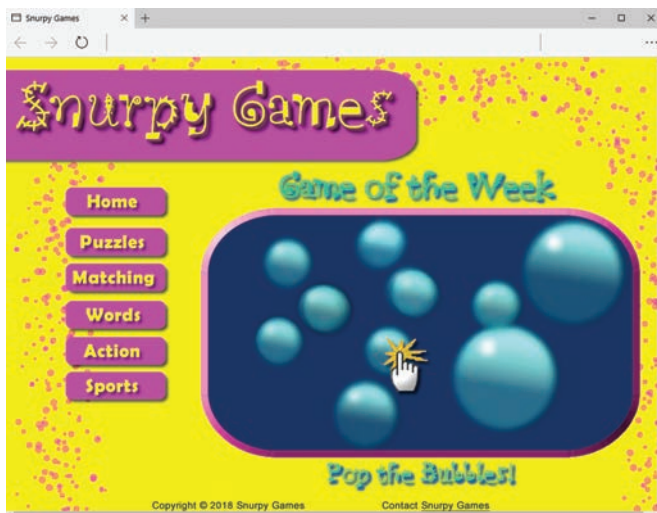 Snurpy Games
Snurpy Games
Game of the Week
Home
Puzzles
Matching
Words
Action
Sports
Pop the Bubbles!
Copyright © 2018 Snurpy Games Contact Snurpy Games